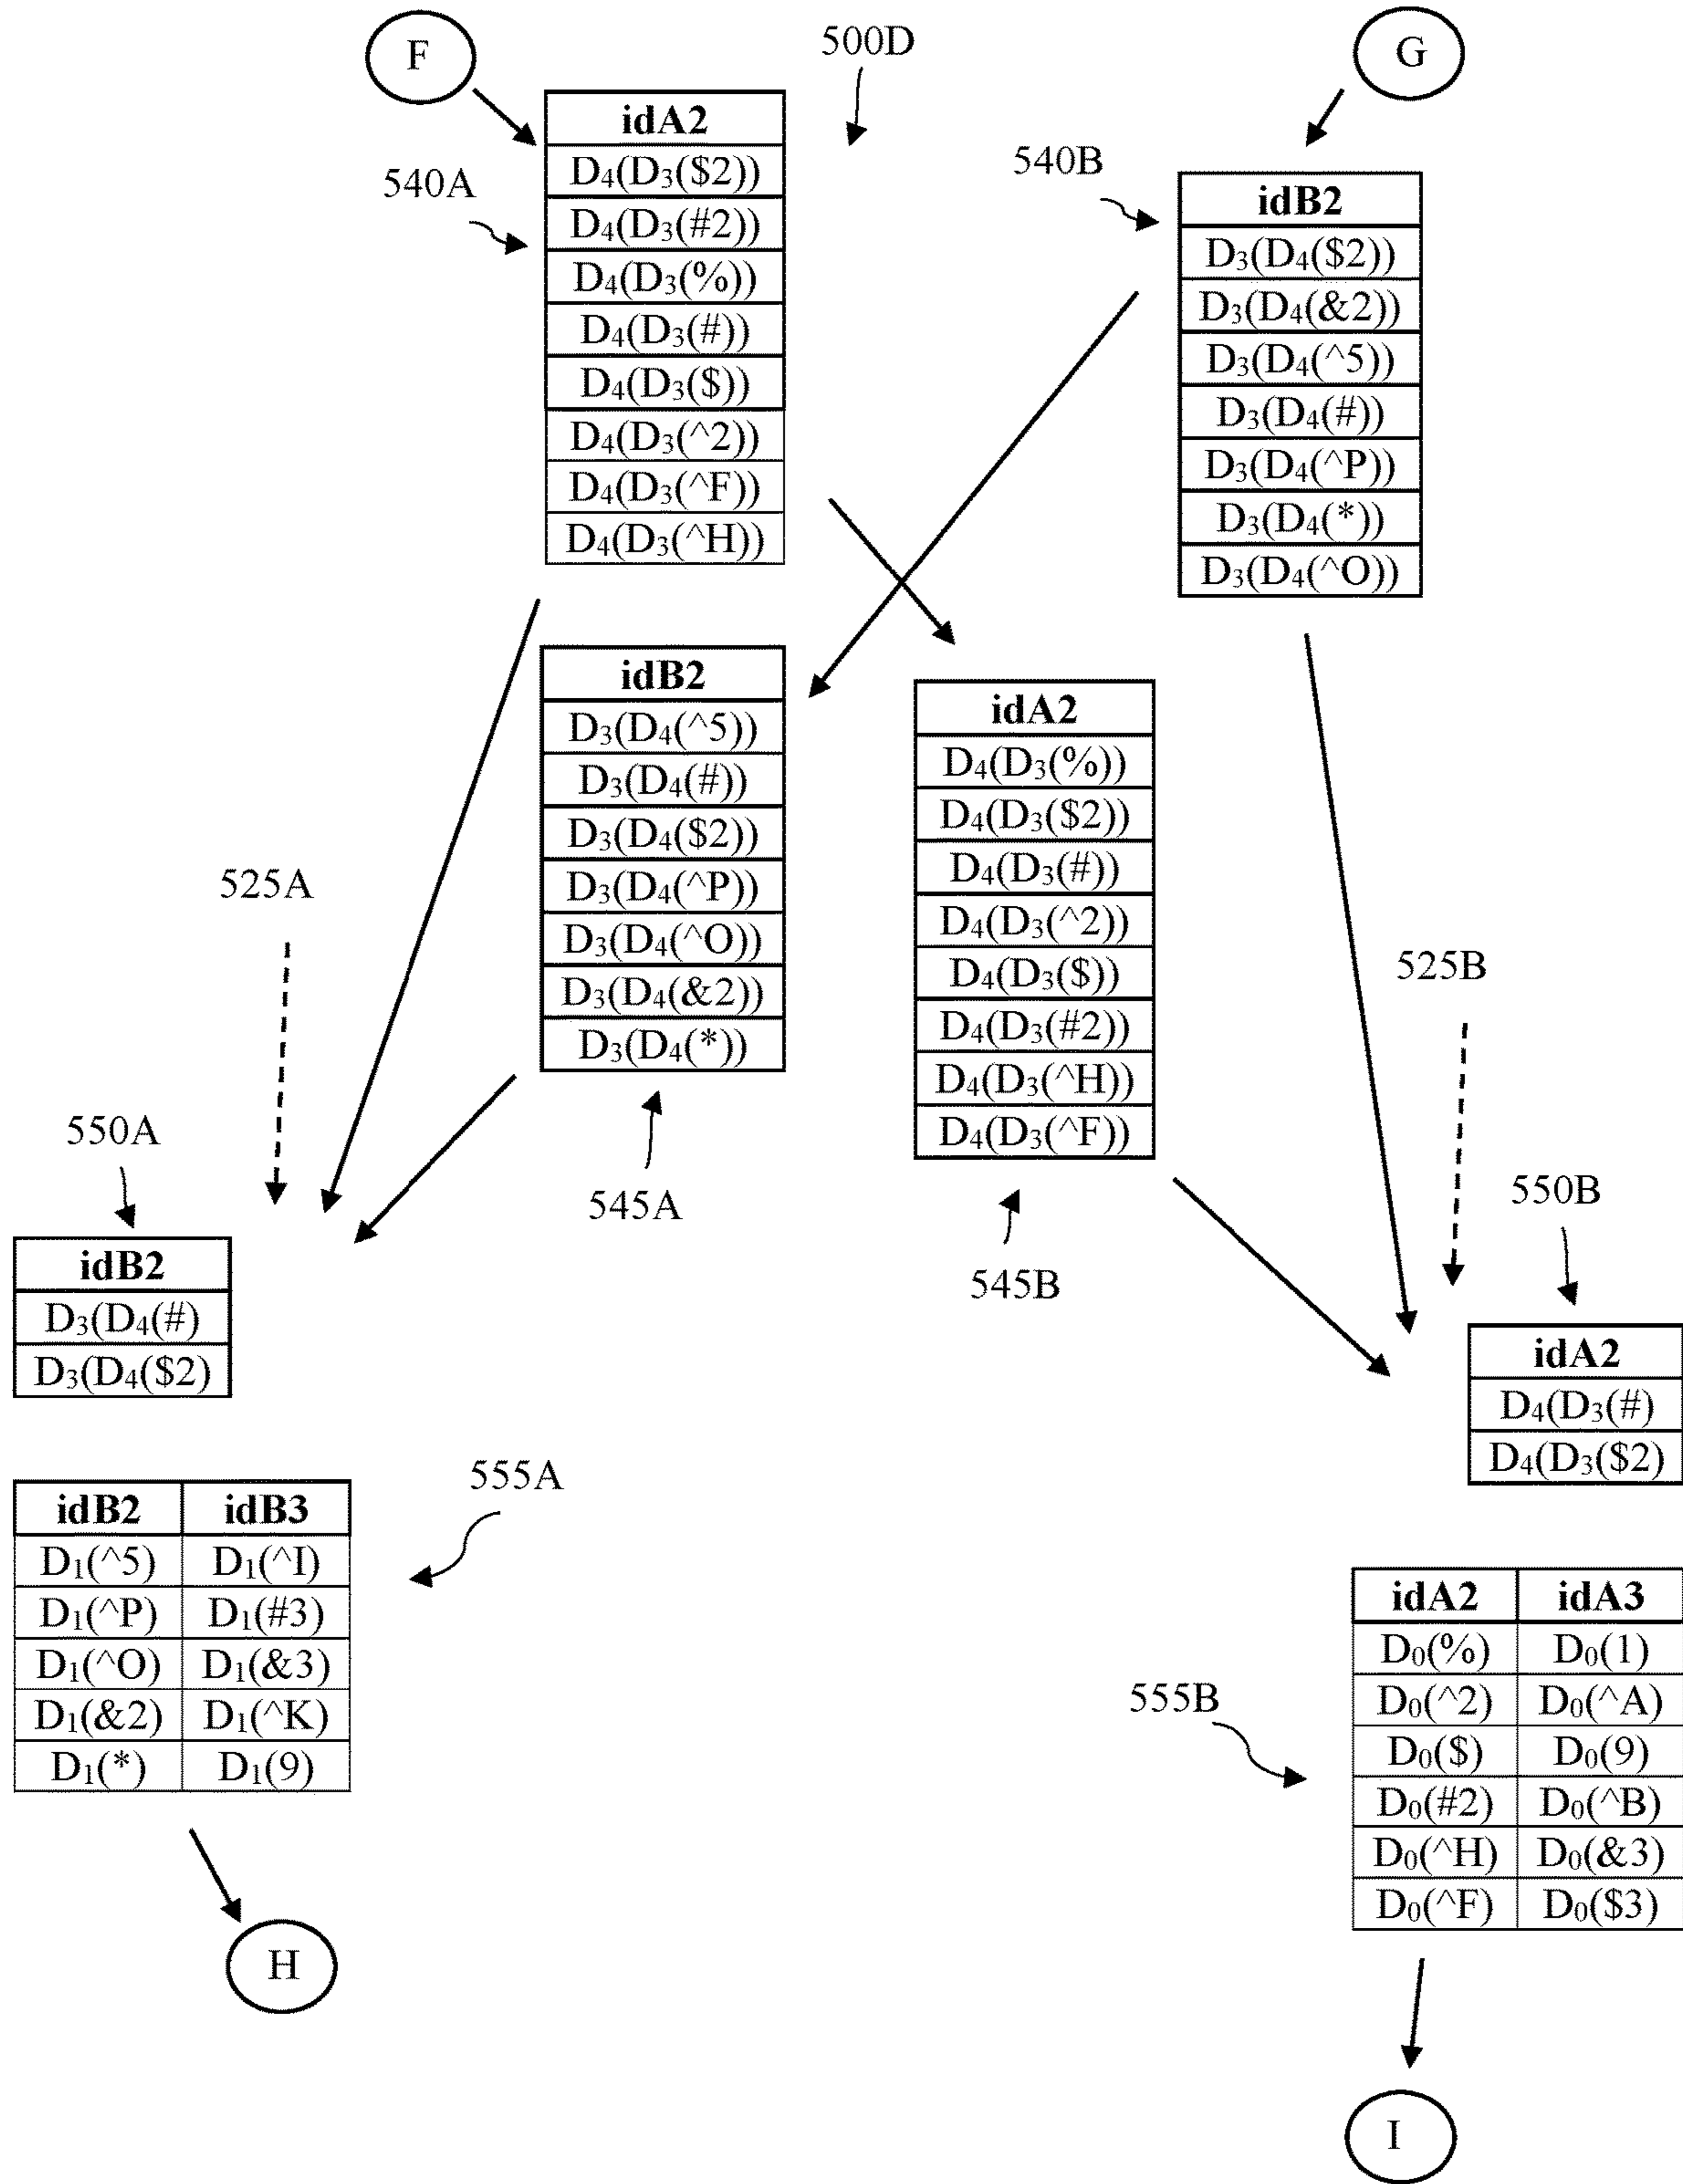 F
500D
G
idA2
D₄(D₃($2))
D₄(D₃(#2))
D₄(D₃(%))
D₄(D₃(#))
D₄(D₃($))
D₄(D₃(^2))
D₄(D₃(^F))
D₄(D₃(^H))
540A
540B
idB2
D₃(D₄($2))
D₃(D₄(&2))
D₃(D₄(^5))
D₃(D₄(#))
D₃(D₄(^P))
D₃(D₄(*))
D₃(D₄(^O))
idB2
D₃(D₄(^5))
D₃(D₄(#))
D₃(D₄($2))
D₃(D₄(^P))
D₃(D₄(^O))
D₃(D₄(&2))
D₃(D₄(*))
idA2
D₄(D₃(%))
D₄(D₃($2))
D₄(D₃(#))
D₄(D₃(^2))
D₄(D₃($))
D₄(D₃(#2))
D₄(D₃(^H))
D₄(D₃(^F))
525A
525B
550A
545A
545B
550B
idB2
D₃(D₄(#)
D₃(D₄($2)
idA2
D₄(D₃(#)
D₄(D₃($2)
555A
idB2 idB3
D₁(^5) D₁(^I)
D₁(^P) D₁(#3)
D₁(^O) D₁(&3)
D₁(&2) D₁(^K)
D₁(*) D₁(9)
555B
idA2 idA3
D₀(%) D₀(1)
D₀(^2) D₀(^A)
D₀($) D₀(9)
D₀(#2) D₀(^B)
D₀(^H) D₀(&3)
D₀(^F) D₀($3)
H
I